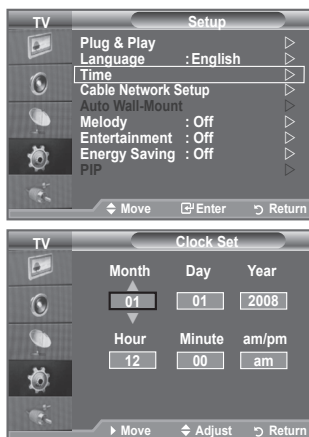 TV Setup
Plug & Play
Language : English
Time
Cable Network Setup
Auto Wall-Mount
Melody : Off
Entertainment : Off
Energy Saving : Off
PIP
Move Enter Return
TV Clock Set
Month Day Year
01 01 2008
Hour Minute am/pm
12 00 am
Move Adjust Return